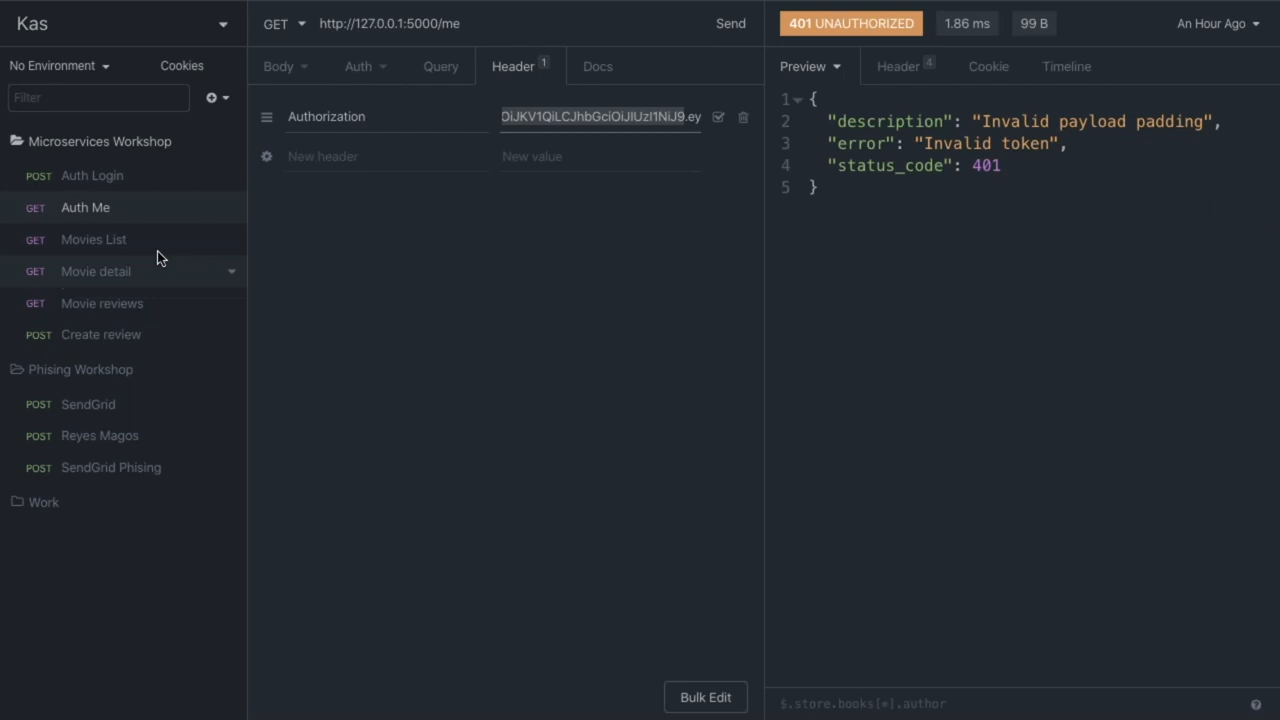 Kas
No Environment
Cookies
Filter
Microservices Workshop
POST Auth Login
GET Auth Me
GET Movies List
GET Movie detail
GET Movie reviews
POST Create review
Phising Workshop
POST SendGrid
POST Reyes Magos
POST SendGrid Phising
Work
GET http://127.0.0.1:5000/me Send
Body Auth Query Header 1 Docs
Authorization OiJKV1QiLCJhbGciOiJIUzI1NiJ9.ey
New header New value
Bulk Edit
401 UNAUTHORIZED 1.86 ms 99 B An Hour Ago
Preview Header 4 Cookie Timeline
1 {
2 "description": "Invalid payload padding",
3 "error": "Invalid token",
4 "status_code": 401
5 }
$.store.books[*].author